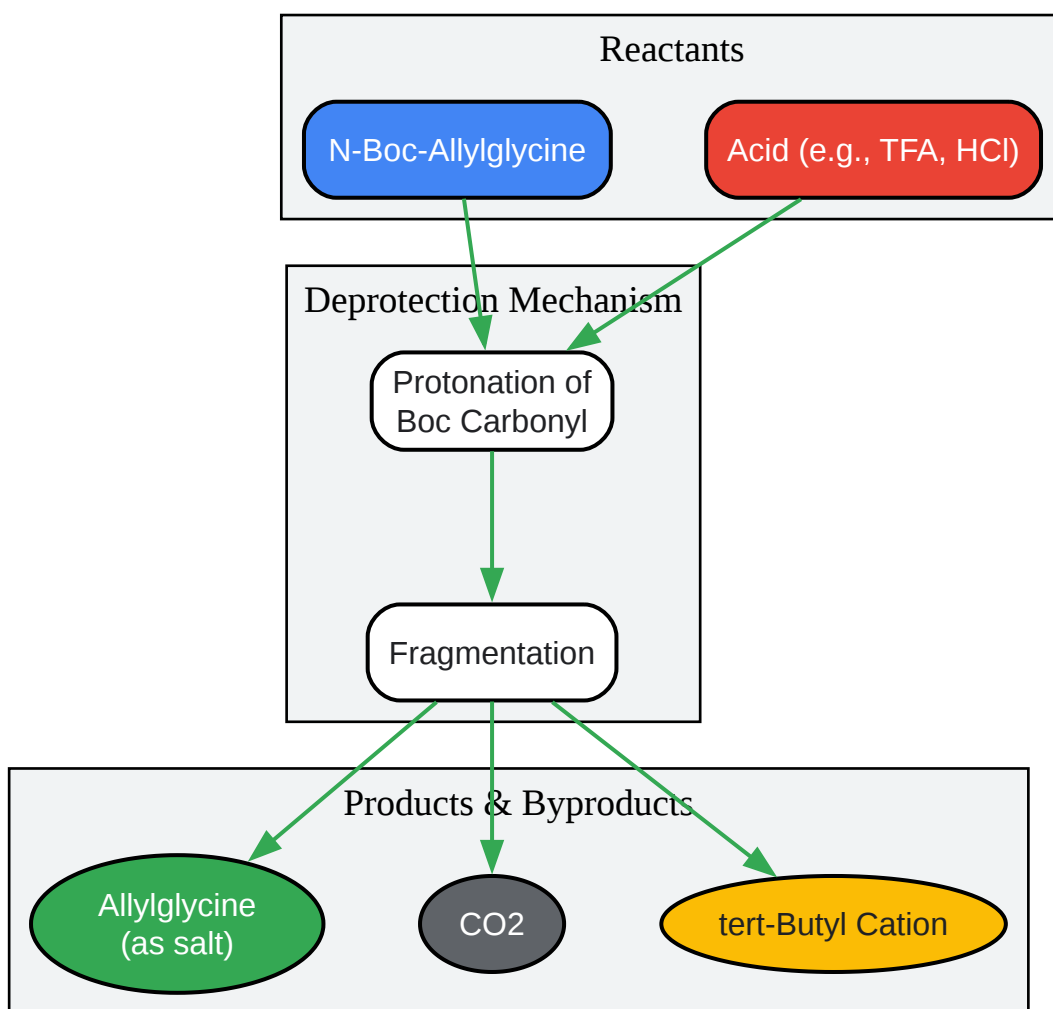 Reactants
N-Boc-Allylglycine
Acid (e.g., TFA, HCl)
Deprotection Mechanism
Protonation of
Boc Carbonyl
Fragmentation
Products & Byproducts
Allylglycine
(as salt)
CO2
tert-Butyl Cation